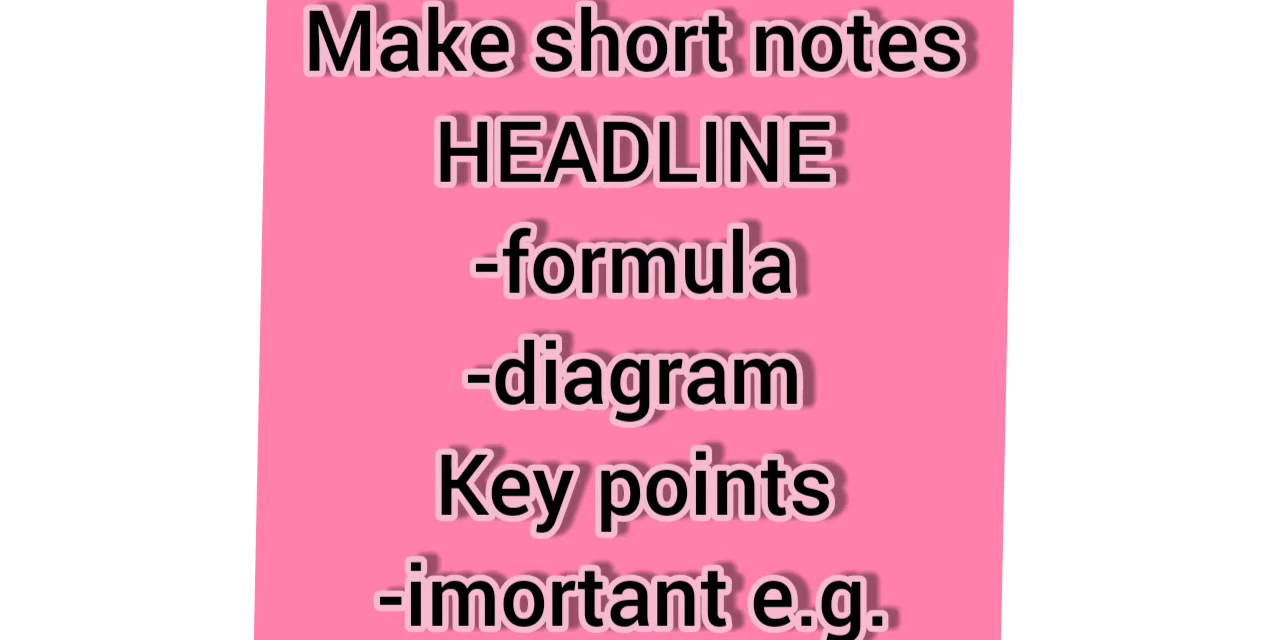 Make short notes
HEADLINE
-formula
-diagram
Key points
-imortant e.g.